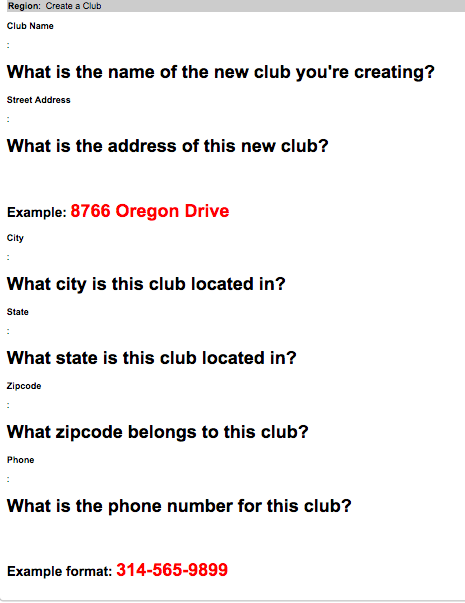 Region: Create a Club
Club Name
:
What is the name of the new club you're creating?
Street Address
:
What is the address of this new club?
Example: 8766 Oregon Drive
City
:
What city is this club located in?
State
:
What state is this club located in?
Zipcode
:
What zipcode belongs to this club?
Phone
:
What is the phone number for this club?
Example format: 314-565-9899